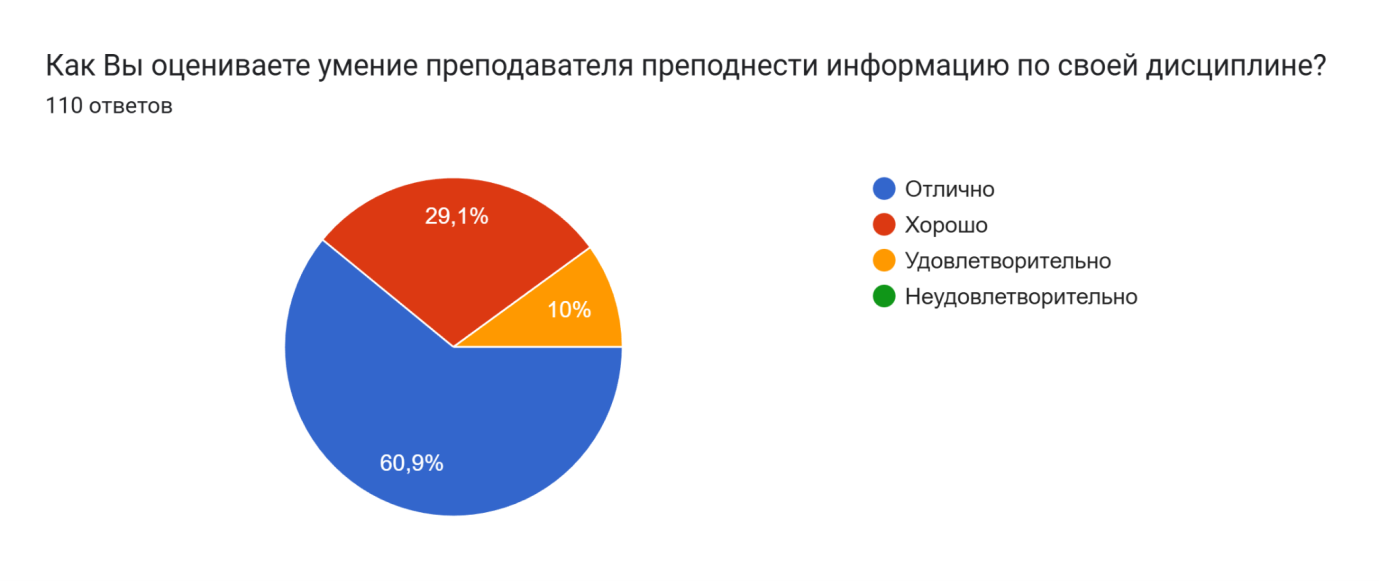 Как Вы оцениваете умение преподавателя преподнести информацию по своей дисциплине?
110 ответов
29,1%
10%
60,9%
Отлично
Хорошо
Удовлетворительно
Неудовлетворительно